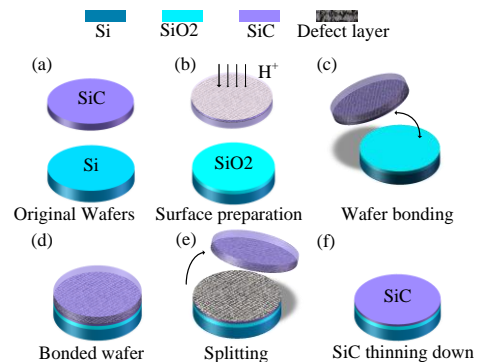 Si SiO2 SiC Defect layer
(a) (b) (c)
H+
SiC
Si SiO2
Original Wafers Surface preparation Wafer bonding
(d) (e) (f)
SiC
Bonded wafer Splitting SiC thinning down